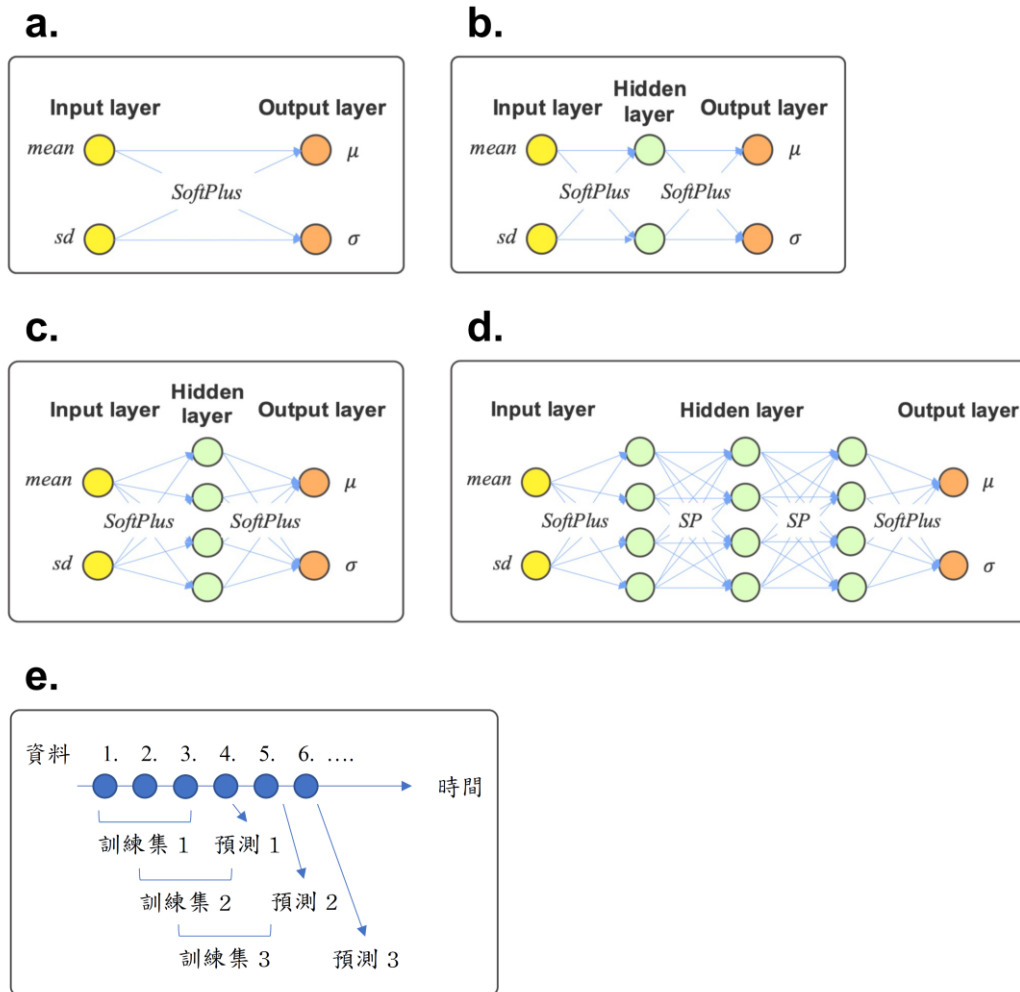 a.
Input layer Output layer
mean μ
SoftPlus
sd σ
b.
Input layer Hidden layer Output layer
mean μ
SoftPlus SoftPlus
sd σ
c.
Input layer Hidden layer Output layer
mean μ
SoftPlus SoftPlus
sd σ
d.
Input layer Hidden layer Output layer
mean μ
SoftPlus SP SP SoftPlus
sd σ
e.
資料 1. 2. 3. 4. 5. 6. ....
時間
訓練集 1 預測 1
訓練集 2 預測 2
訓練集 3 預測 3